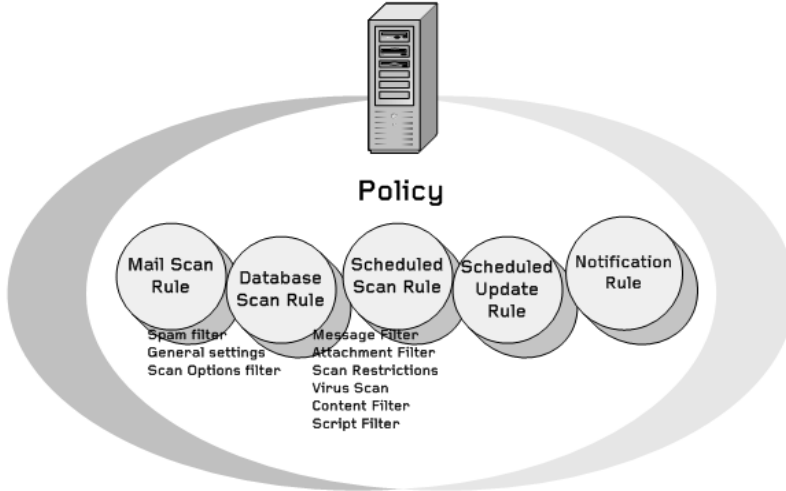 Policy
Mail Scan
Rule
Database
Scan Rule
Scheduled
Scan Rule
Scheduled
Update
Rule
Notification
Rule
Spam filter
General settings
Scan Options filter
Message Filter
Attachment Filter
Scan Restrictions
Virus Scan
Content Filter
Script Filter